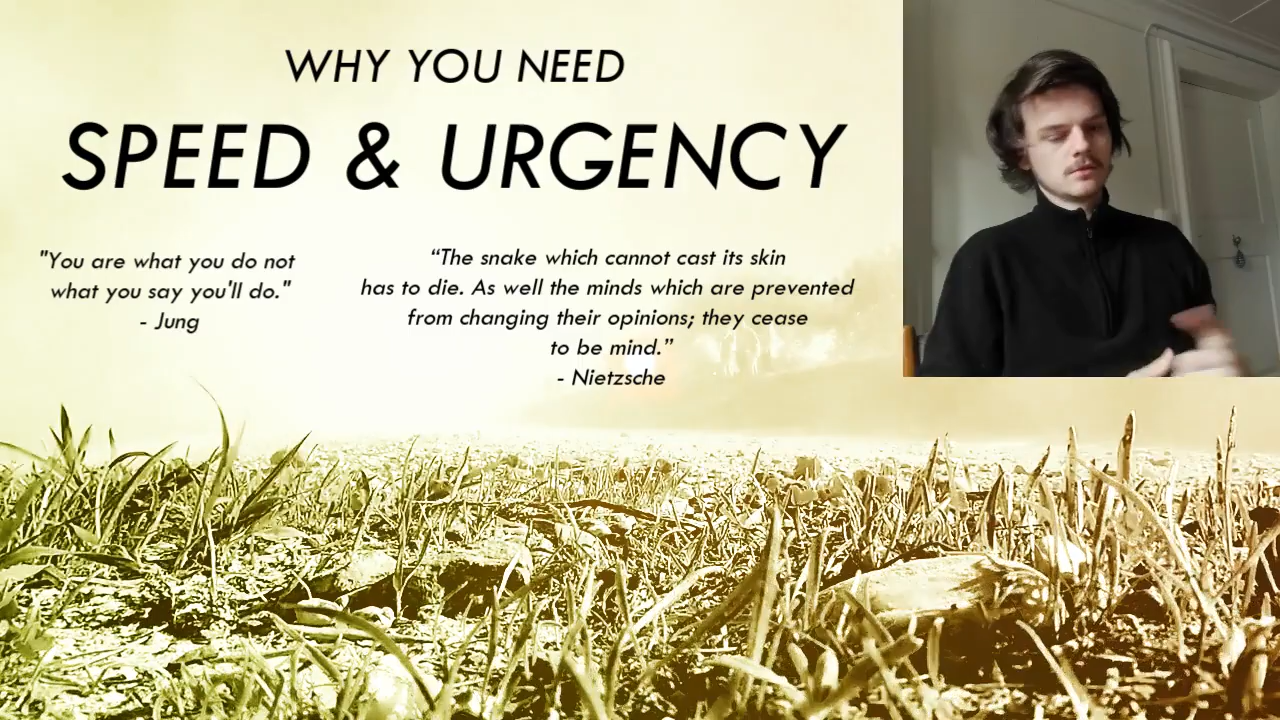 WHY YOU NEED
SPEED & URGENCY
"You are what you do not
what you say you'll do."
- Jung
“The snake which cannot cast its skin
has to die. As well the minds which are prevented
from changing their opinions; they cease
to be mind.”
- Nietzsche